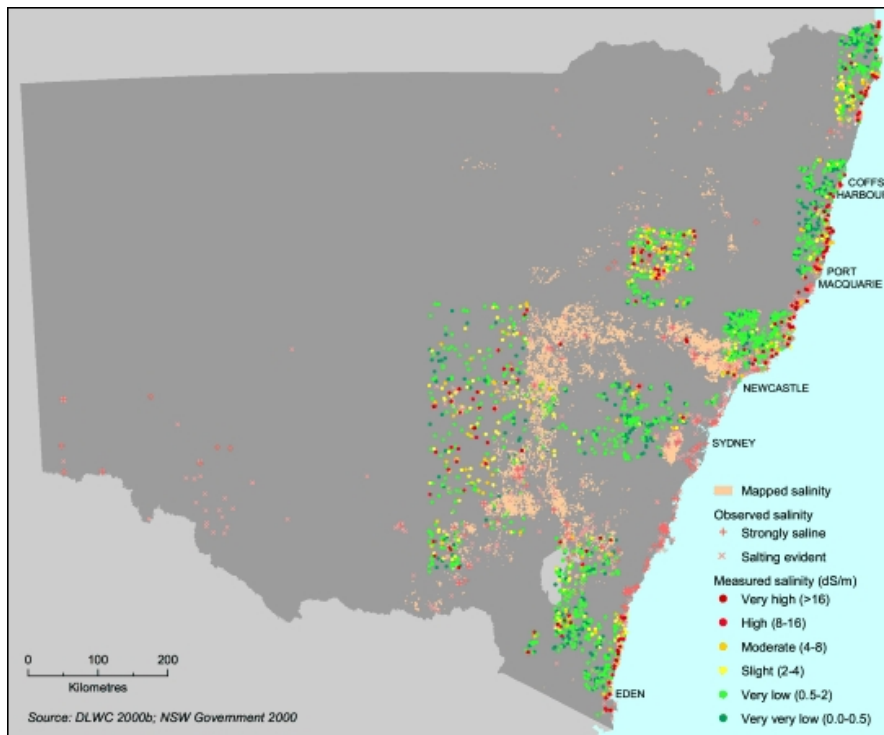 COFFS
HARBOUR
PORT
MACQUARIE
NEWCASTLE
SYDNEY
Mapped salinity
Observed salinity
Strongly saline
Salting evident
Measured salinity (dS/m)
Very high (>16)
High (8-16)
Moderate (4-8)
Slight (2-4)
Very low (0.5-2)
Very very low (0.0-0.5)
EDEN
0 100 200
Kilometres
Source: DLWC 2000b; NSW Government 2000